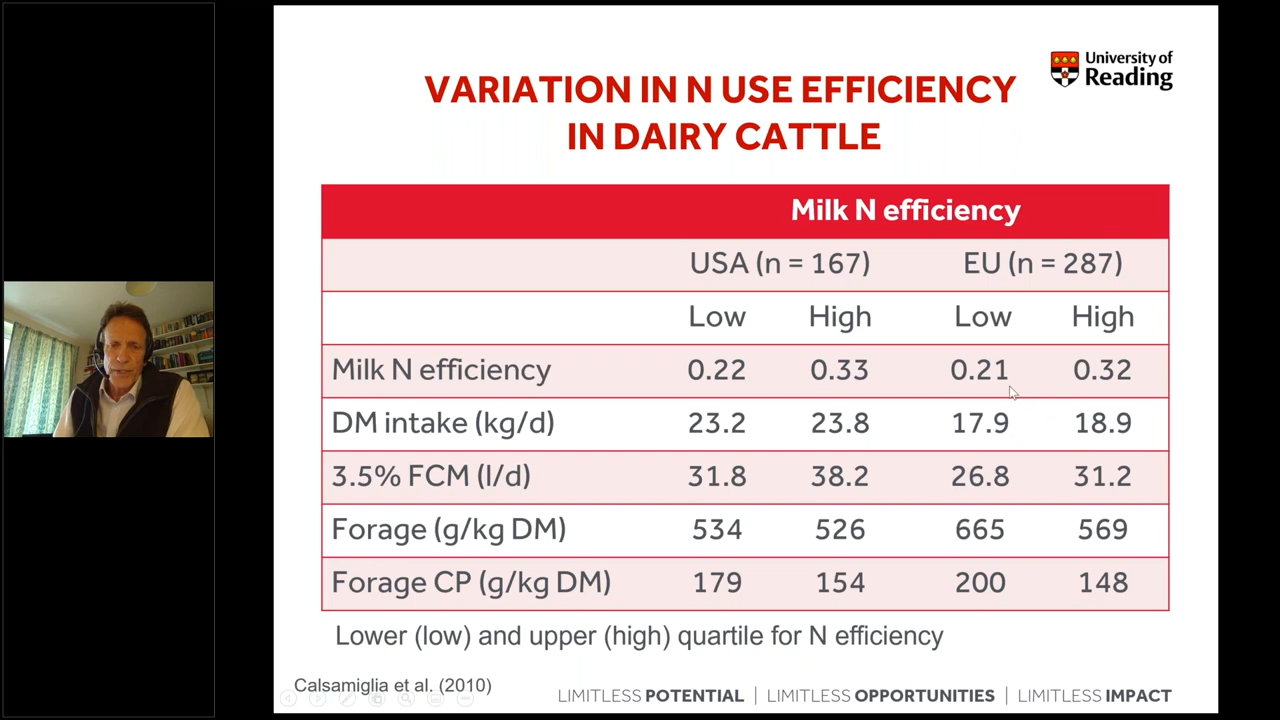 University of
Reading
VARIATION IN N USE EFFICIENCY
IN DAIRY CATTLE
Milk N efficiency
USA (n = 167) EU (n = 287)
Low High Low High
Milk N efficiency 0.22 0.33 0.21 0.32
DM intake (kg/d) 23.2 23.8 17.9 18.9
3.5% FCM (l/d) 31.8 38.2 26.8 31.2
Forage (g/kg DM) 534 526 665 569
Forage CP (g/kg DM) 179 154 200 148
Lower (low) and upper (high) quartile for N efficiency
Calsamiglia et al. (2010)
LIMITLESS POTENTIAL | LIMITLESS OPPORTUNITIES | LIMITLESS IMPACT